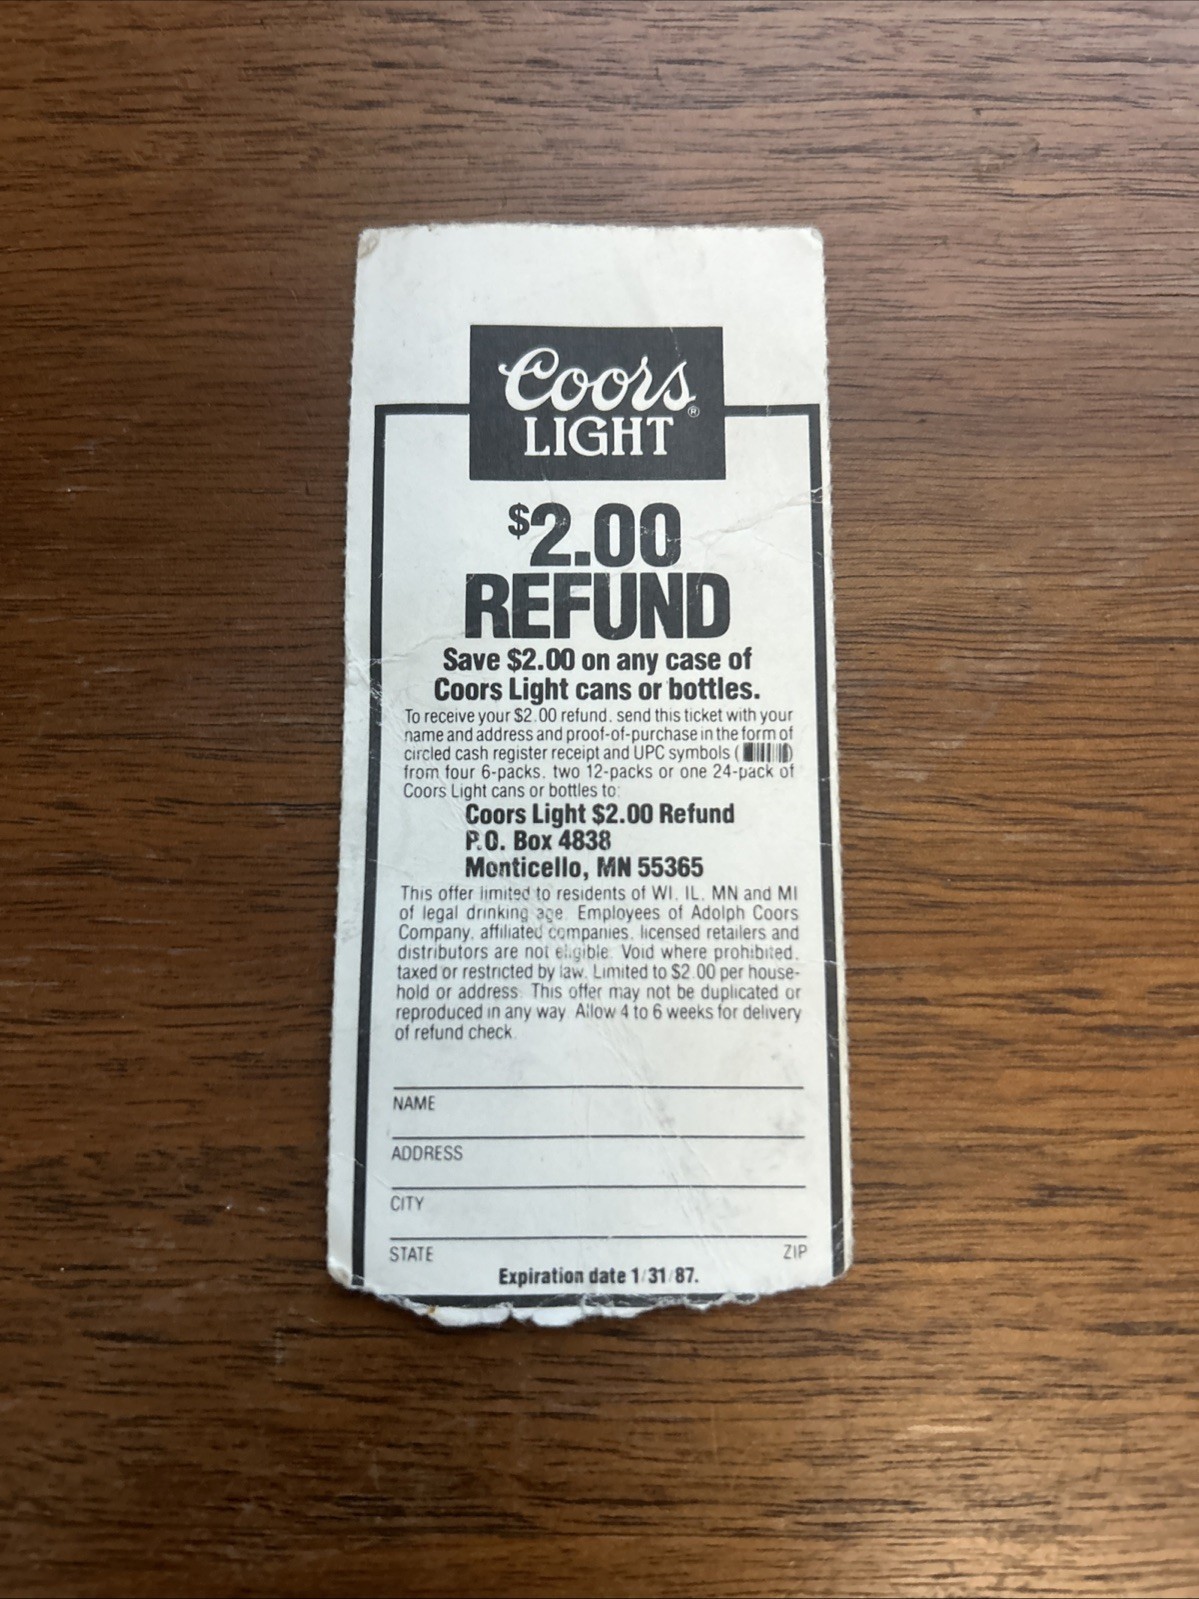 Coors®
LIGHT
$2.00
REFUND
Save $2.00 on any case of
Coors Light cans or bottles.
To receive your $2.00 refund, send this ticket with your
name and address and proof-of-purchase in the form of
circled cash register receipt and UPC symbols ( )
from four 6-packs, two 12-packs or one 24-pack of
Coors Light cans or bottles to:
Coors Light $2.00 Refund
P.O. Box 4838
Monticello, MN 55365
This offer limited to residents of WI, IL, MN and MI
of legal drinking age. Employees of Adolph Coors
Company, affiliated companies, licensed retailers and
distributors are not eligible. Void where prohibited,
taxed or restricted by law. Limited to $2.00 per house-
hold or address. This offer may not be duplicated or
reproduced in any way. Allow 4 to 6 weeks for delivery
of refund check.
NAME
ADDRESS
CITY
STATE ZIP
Expiration date 1/31/87.